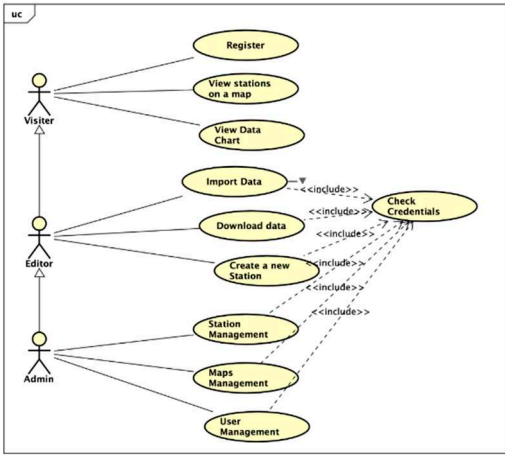 uc
Register
View stations
on a map
Visiter
View Data
Chart
Import Data
<<include>>
Check
Credentials
<<include>>
Download data
<<include>>
Editor
Create a new
Station
<<include>>
<<include>>
Station
Management
<<include>>
Maps
Management
Admin
User
Management